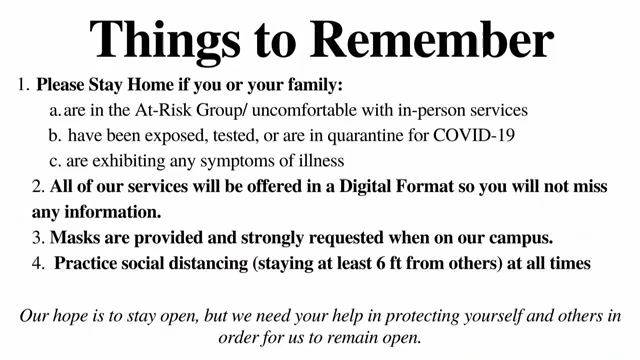 Things to Remember
1. Please Stay Home if you or your family:
a. are in the At-Risk Group/ uncomfortable with in-person services
b. have been exposed, tested, or are in quarantine for COVID-19
c. are exhibiting any symptoms of illness
2. All of our services will be offered in a Digital Format so you will not miss
any information.
3. Masks are provided and strongly requested when on our campus.
4. Practice social distancing (staying at least 6 ft from others) at all times
Our hope is to stay open, but we need your help in protecting yourself and others in
order for us to remain open.